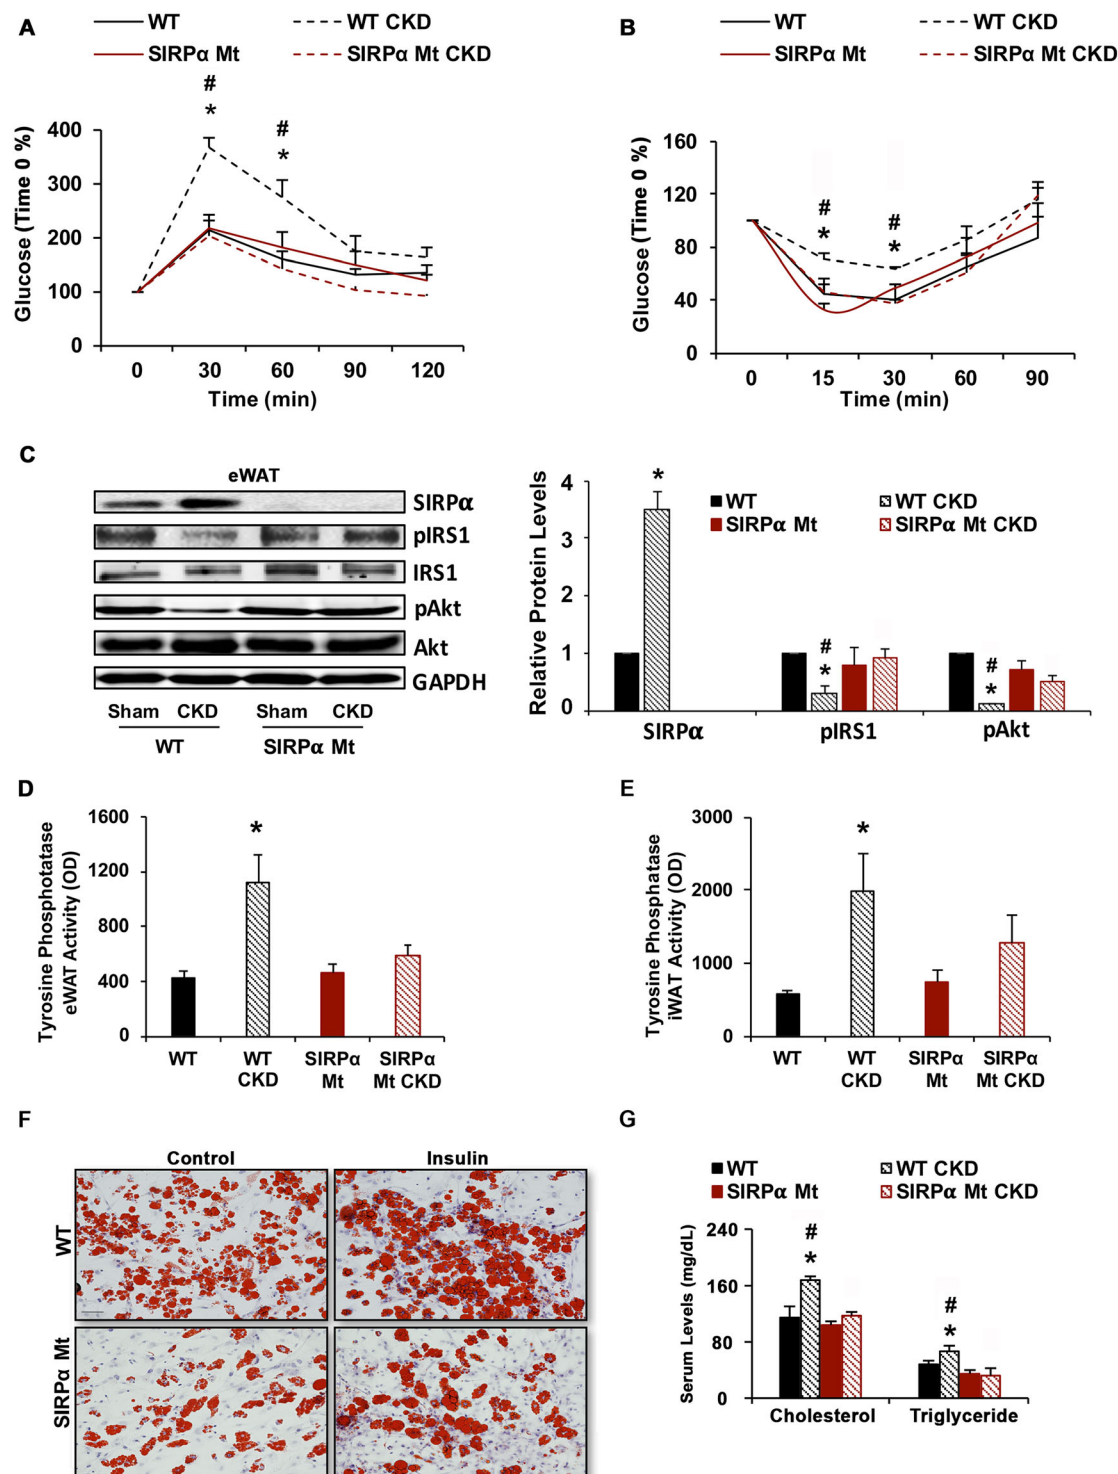 A
WT
WT CKD
SIRPα Mt
SIRPα Mt CKD
#
*
#
*
Glucose (Time 0 %)
400
300
200
100
0
0 30 60 90 120
Time (min)
B
WT
WT CKD
SIRPα Mt
SIRPα Mt CKD
Glucose (Time 0 %)
160
120
80
40
0
#
*
#
*
0 15 30 60 90
Time (min)
C
eWAT
SIRPα
pIRS1
IRS1
pAkt
Akt
GAPDH
Sham CKD Sham CKD
WT SIRPα Mt
Relative Protein Levels
4
3
2
1
0
*
WT
WT CKD
SIRPα Mt
SIRPα Mt CKD
#
*
#
*
SIRPα pIRS1 pAkt
D
Tyrosine Phosphotatase
eWAT Activity (OD)
1600
1200
800
400
0
*
WT WT SIRPα SIRPα
CKD Mt Mt CKD
E
Tyrosine Phosphatase
iWAT Activity (OD)
3000
2000
1000
0
*
WT WT SIRPα SIRPα
CKD Mt Mt CKD
F
Control Insulin
WT
SIRPα Mt
G
WT
WT CKD
SIRPα Mt
SIRPα Mt CKD
Serum Levels (mg/dL)
240
160
80
0
#
*
#
*
Cholesterol Triglyceride